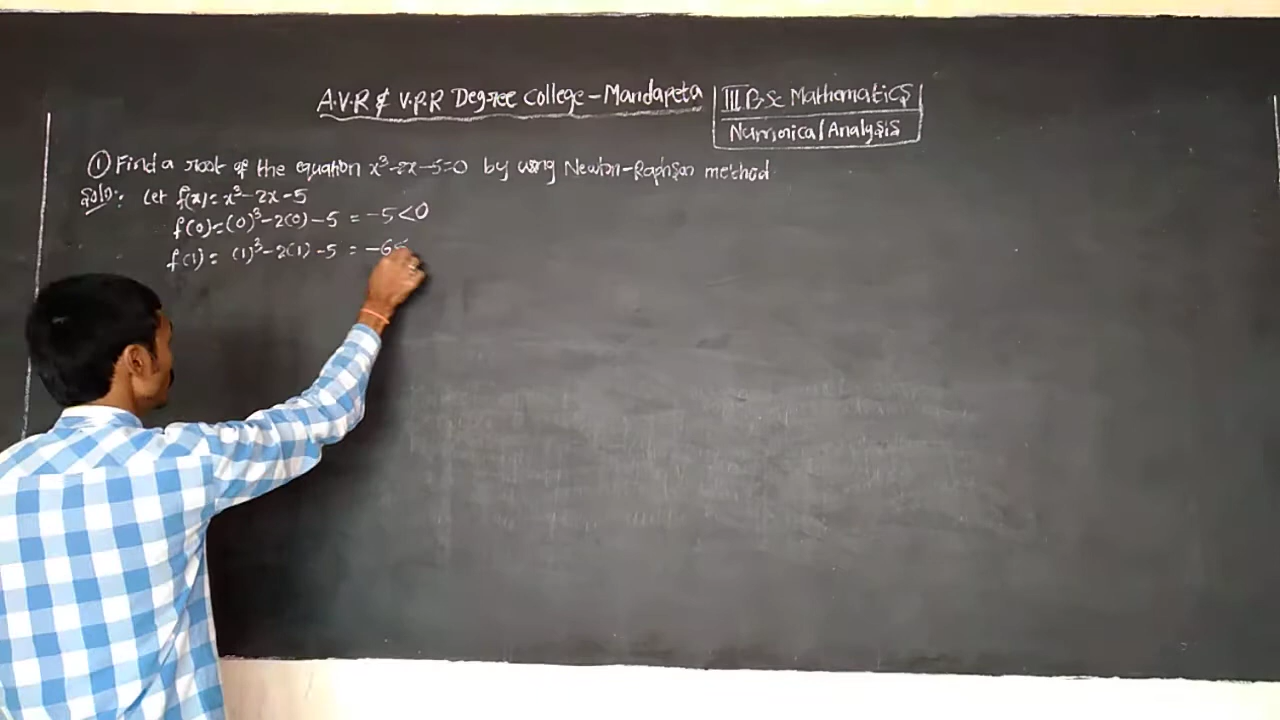 A.V.R & V.P.R Degree College - Mandapeta
III B.Sc Mathematics
Numerical Analysis
① Find a root of the equation x³-2x-5=0 by using Newton-Raphson method
Soln: Let f(x) = x³-2x-5
f(0) = (0)³-2(0)-5 = -5<0
f(1) = (1)³-2(1)-5 = -6<